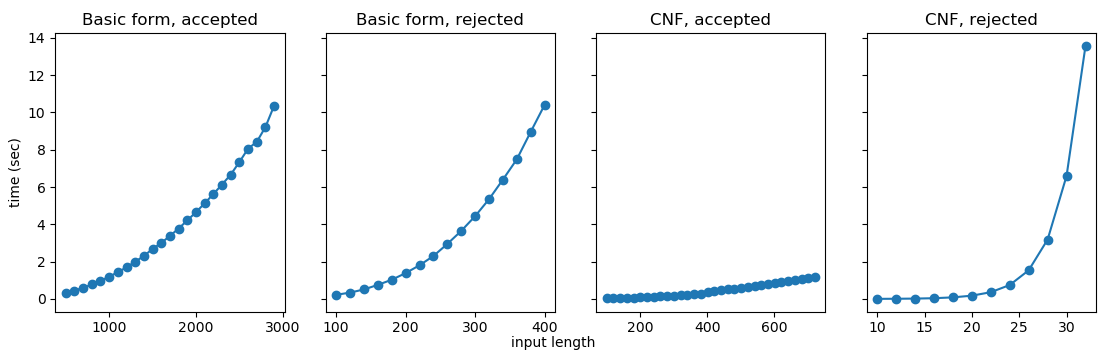 Basic form, accepted
Basic form, rejected
CNF, accepted
CNF, rejected
time (sec)
14
12
10
8
6
4
2
0
1000 2000 3000
100 200 300 400
200 400 600
10 15 20 25 30
input length